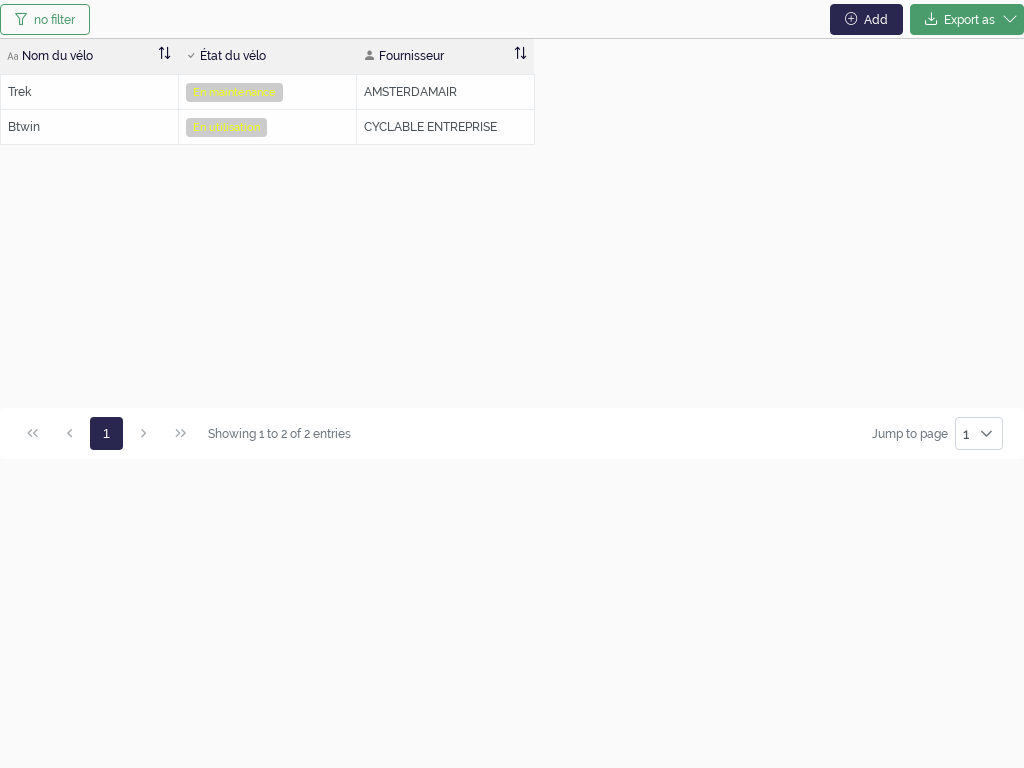 no filter
Add
Export as
Aa Nom du vélo
État du vélo
Fournisseur
Trek
En maintenance
AMSTERDAMAIR
Btwin
En utilisation
CYCLABLE ENTREPRISE
1
Showing 1 to 2 of 2 entries
Jump to page
1